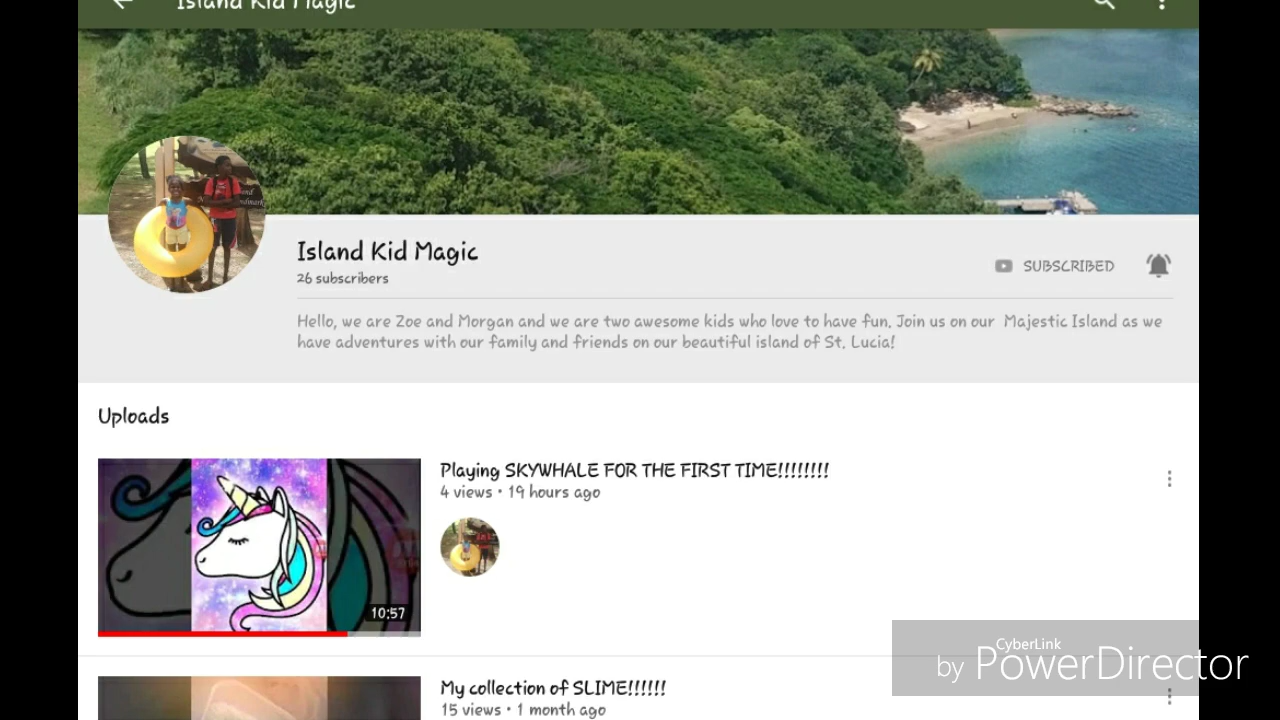 Island Kid Magic
Island Kid Magic
26 subscribers
SUBSCRIBED
Hello, we are Zoe and Morgan and we are two awesome kids who love to have fun. Join us on our Majestic Island as we
have adventures with our family and friends on our beautiful island of St. Lucia!
Uploads
Playing SKYWHALE FOR THE FIRST TIME!!!!!!!!
4 views • 19 hours ago
10:57
My collection of SLIME!!!!!!
15 views • 1 month ago
CyberLink
by PowerDirector